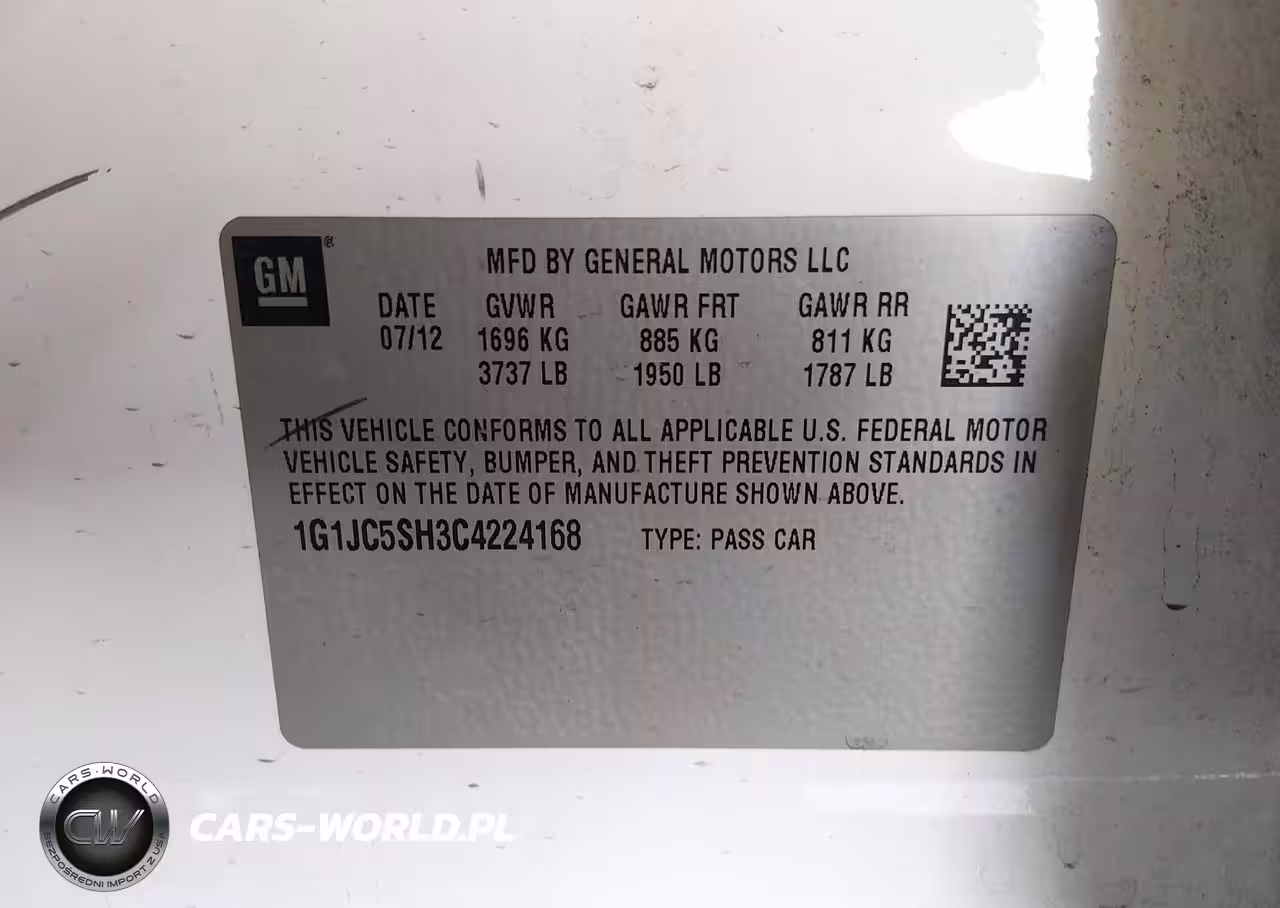 GM®
MFD BY GENERAL MOTORS LLC
DATE GVWR GAWR FRT GAWR RR
07/12 1696 KG 885 KG 811 KG
3737 LB 1950 LB 1787 LB
THIS VEHICLE CONFORMS TO ALL APPLICABLE U.S. FEDERAL MOTOR
VEHICLE SAFETY, BUMPER, AND THEFT PREVENTION STANDARDS IN
EFFECT ON THE DATE OF MANUFACTURE SHOWN ABOVE.
1G1JC5SH3C4224168 TYPE: PASS CAR
CARS-WORLD
CW
BEZPOŚREDNI IMPORT Z USA
CARS-WORLD.PL